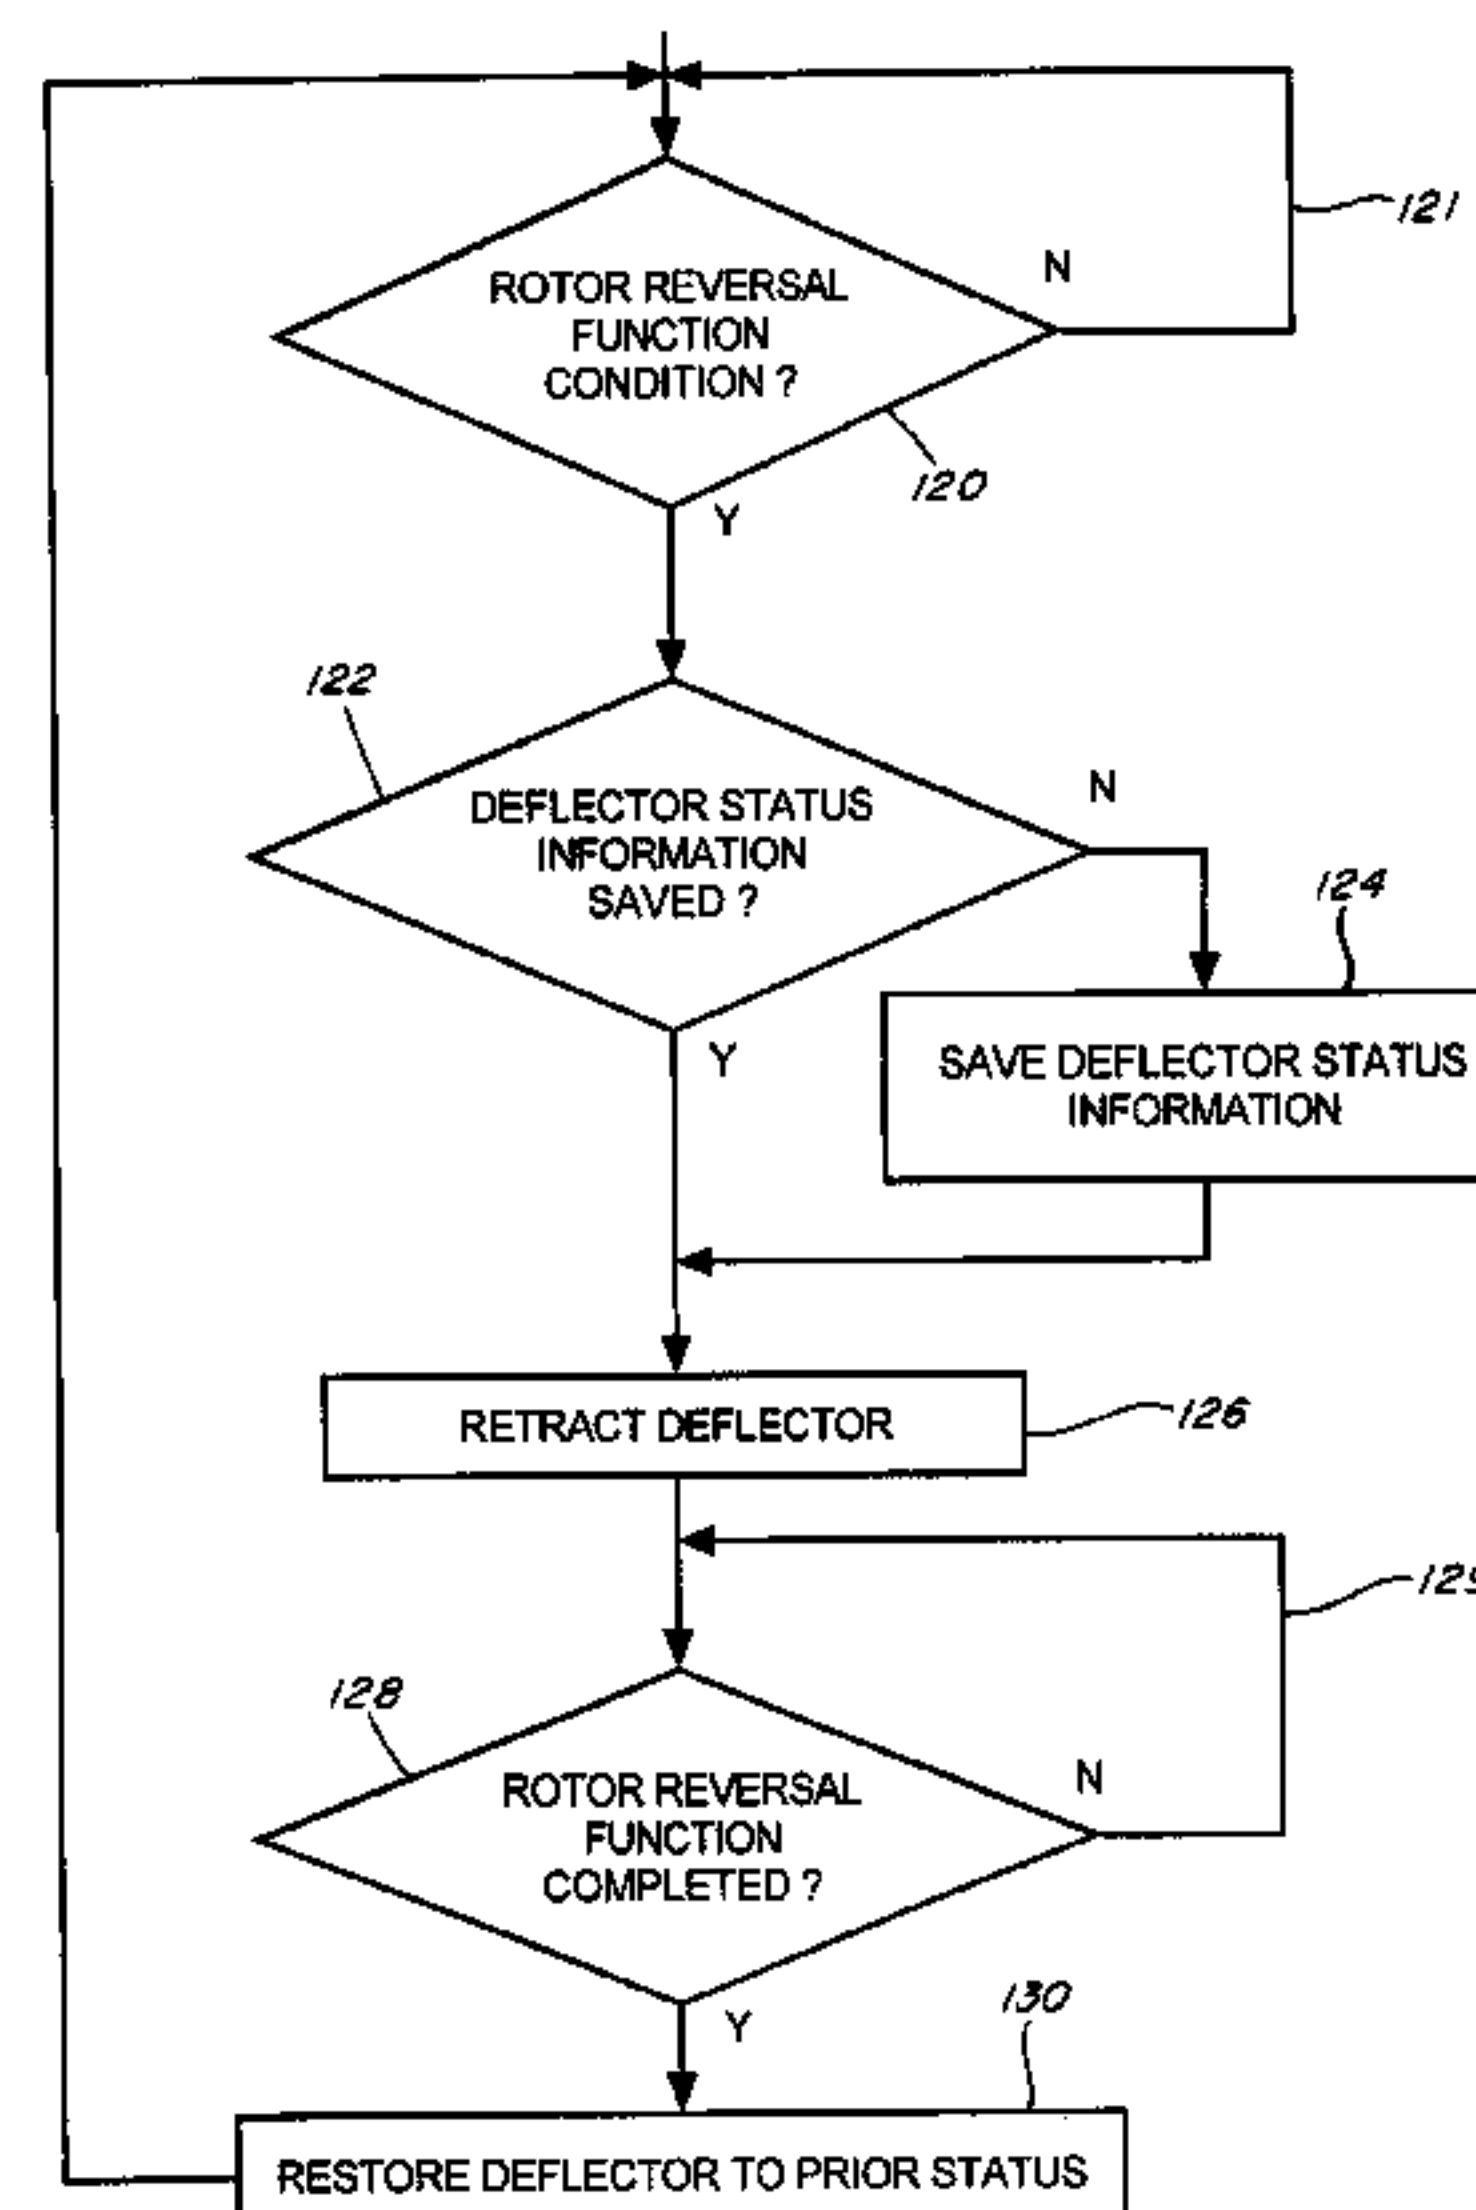 121
N
ROTOR REVERSAL
FUNCTION
CONDITION ?
120
Y
122
N
DEFLECTOR STATUS
INFORMATION
SAVED ?
124
Y
SAVE DEFLECTOR STATUS
INFORMATION
RETRACT DEFLECTOR
126
128
N
ROTOR REVERSAL
FUNCTION
COMPLETED ?
130
Y
RESTORE DEFLECTOR TO PRIOR STATUS